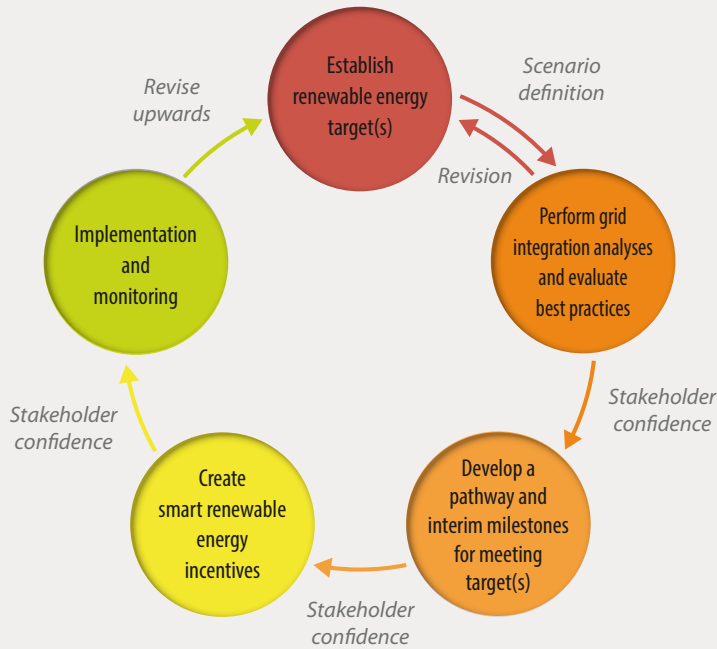 Establish
renewable energy
target(s)
Scenario
definition
Revision
Perform grid
integration analyses
and evaluate
best practices
Stakeholder
confidence
Develop a
pathway and
interim milestones
for meeting
target(s)
Stakeholder
confidence
Create
smart renewable
energy
incentives
Stakeholder
confidence
Implementation
and
monitoring
Revise
upwards